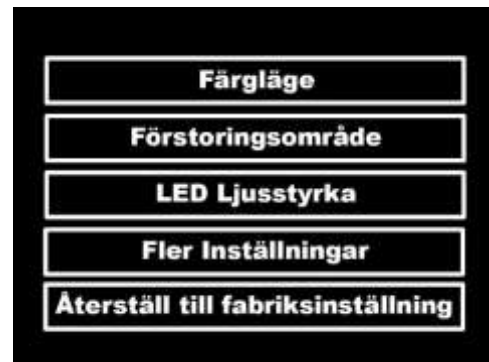 Färgläge
Förstoringsområde
LED Ljusstyrka
Fler Inställningar
Återställ till fabriksinställning